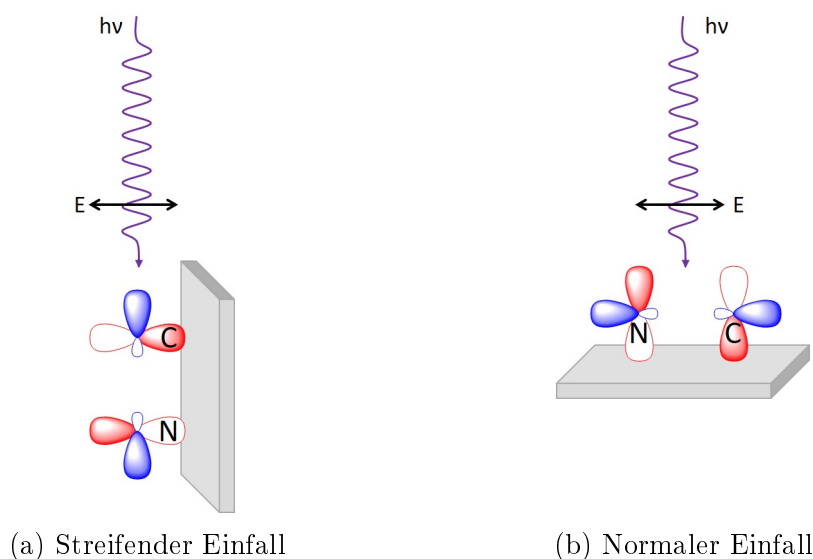 hν
E
C
N
(a) Streifender Einfall
hν
E
N
C
(b) Normaler Einfall